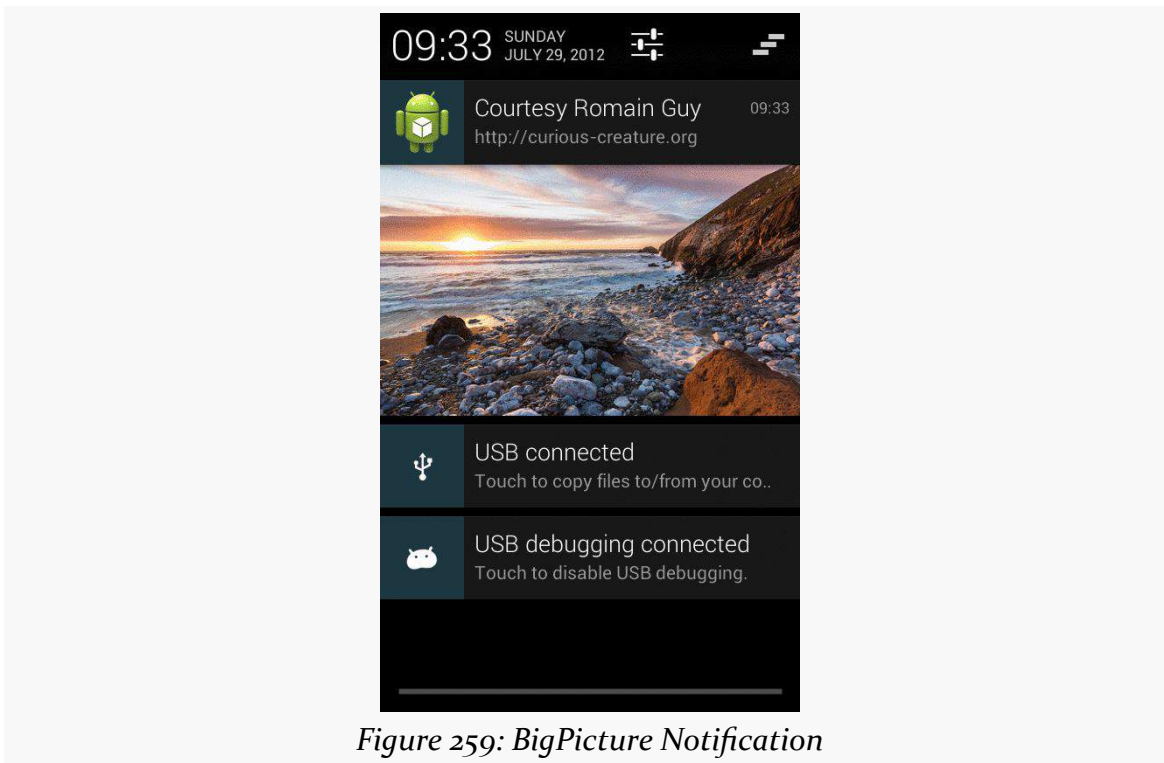 09:33
SUNDAY
JULY 29, 2012
Courtesy Romain Guy 09:33
http://curious-creature.org
USB connected
Touch to copy files to/from your co..
USB debugging connected
Touch to disable USB debugging.
Figure 259: BigPicture Notification